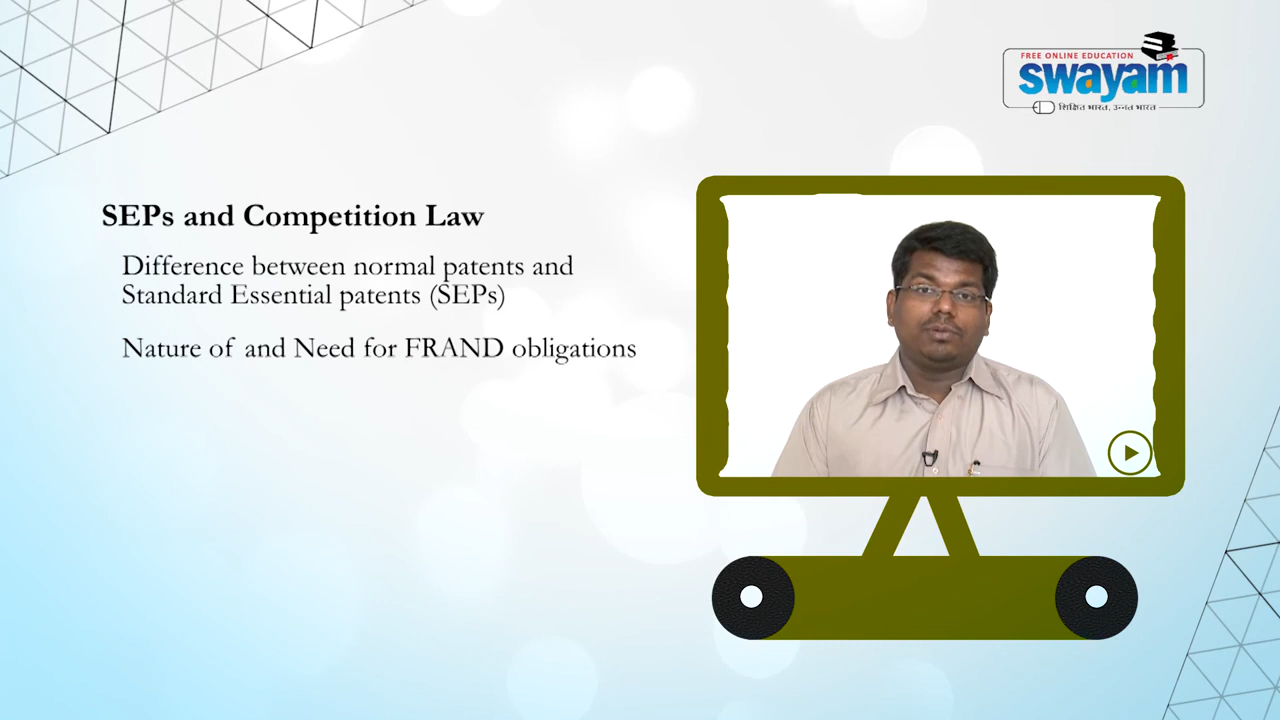 FREE ONLINE EDUCATION
swayam
शिक्षित भारत, उन्नत भारत
SEPs and Competition Law
Difference between normal patents and
Standard Essential patents (SEPs)
Nature of and Need for FRAND obligations